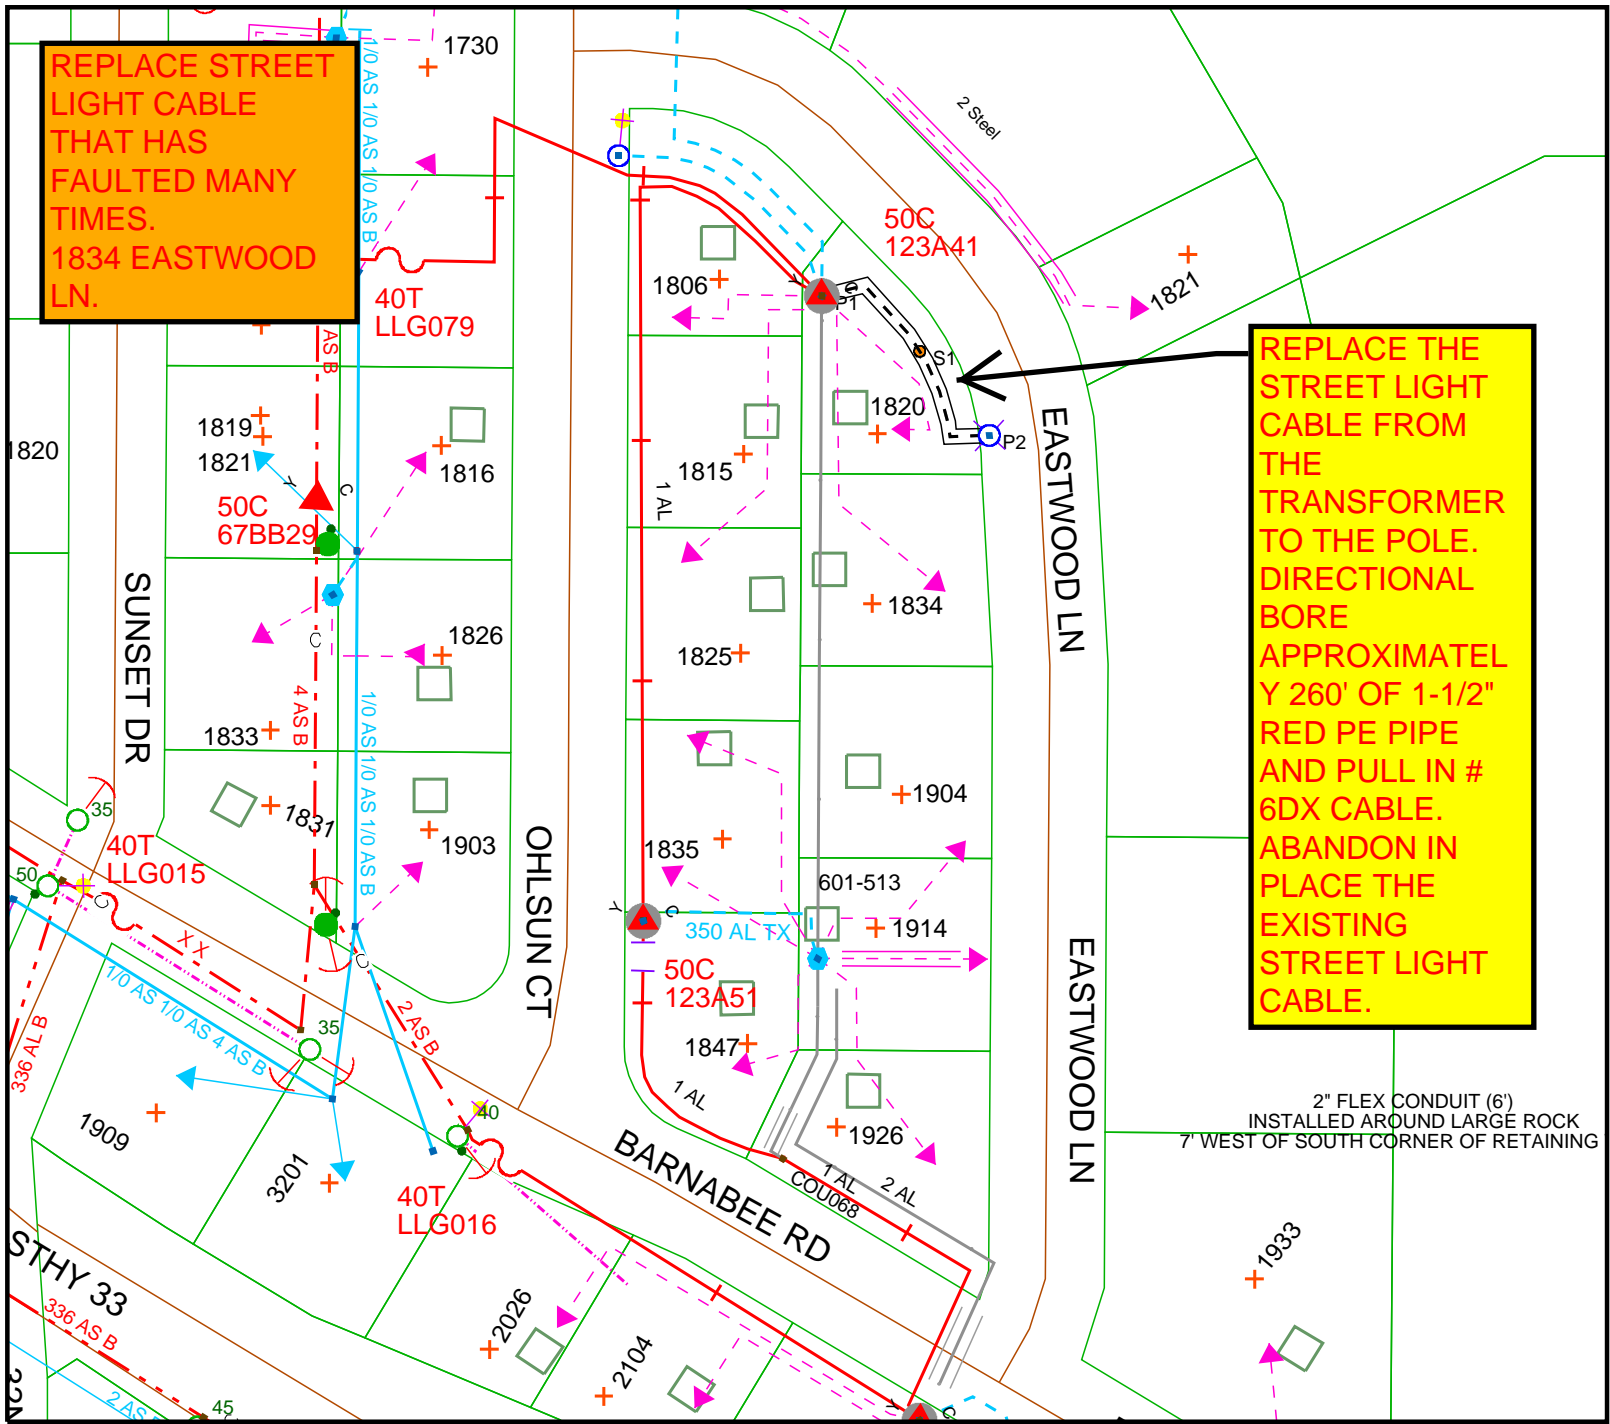 REPLACE STREET
LIGHT CABLE
THAT HAS
FAULTED MANY
TIMES.
1834 EASTWOOD
LN.
1730
1/0 AS 1/0 AS 1/0 AS B
2 Steel
40T
LLG079
AS B
50C
123A41
1806
P1
S1
P2
1821
1820
1819
1821
1816
Y
C
50C
67BB29
1820
1815
1 AL
EASTWOOD LN
REPLACE THE
STREET LIGHT
CABLE FROM
THE
TRANSFORMER
TO THE POLE.
DIRECTIONAL
BORE
APPROXIMATEL
Y 260' OF 1-1/2"
RED PE PIPE
AND PULL IN #
6DX CABLE.
ABANDON IN
PLACE THE
EXISTING
STREET LIGHT
CABLE.
SUNSET DR
C
1826
4 AS B
1/0 AS 1/0 AS 1/0 AS B
1833
1831
1903
1834
1825
1904
1835
601-513
Y
C
350 AL TX
1914
50C
123A51
1847
1 AL
1926
OHLSUN CT
EASTWOOD LN
35
40T
LLG015
50
C
X X
1/0 AS 1/0 AS 4 AS B
336 AL B
35
C
2 AS B
1909
3201
40
40T
LLG016
BARNABEE RD
1 AL
COU068
2 AL
2" FLEX CONDUIT (6')
INSTALLED AROUND LARGE ROCK
7' WEST OF SOUTH CORNER OF RETAINING
1933
STHY 33
336 AS B
2 AS
45
2026
2104
Y
C